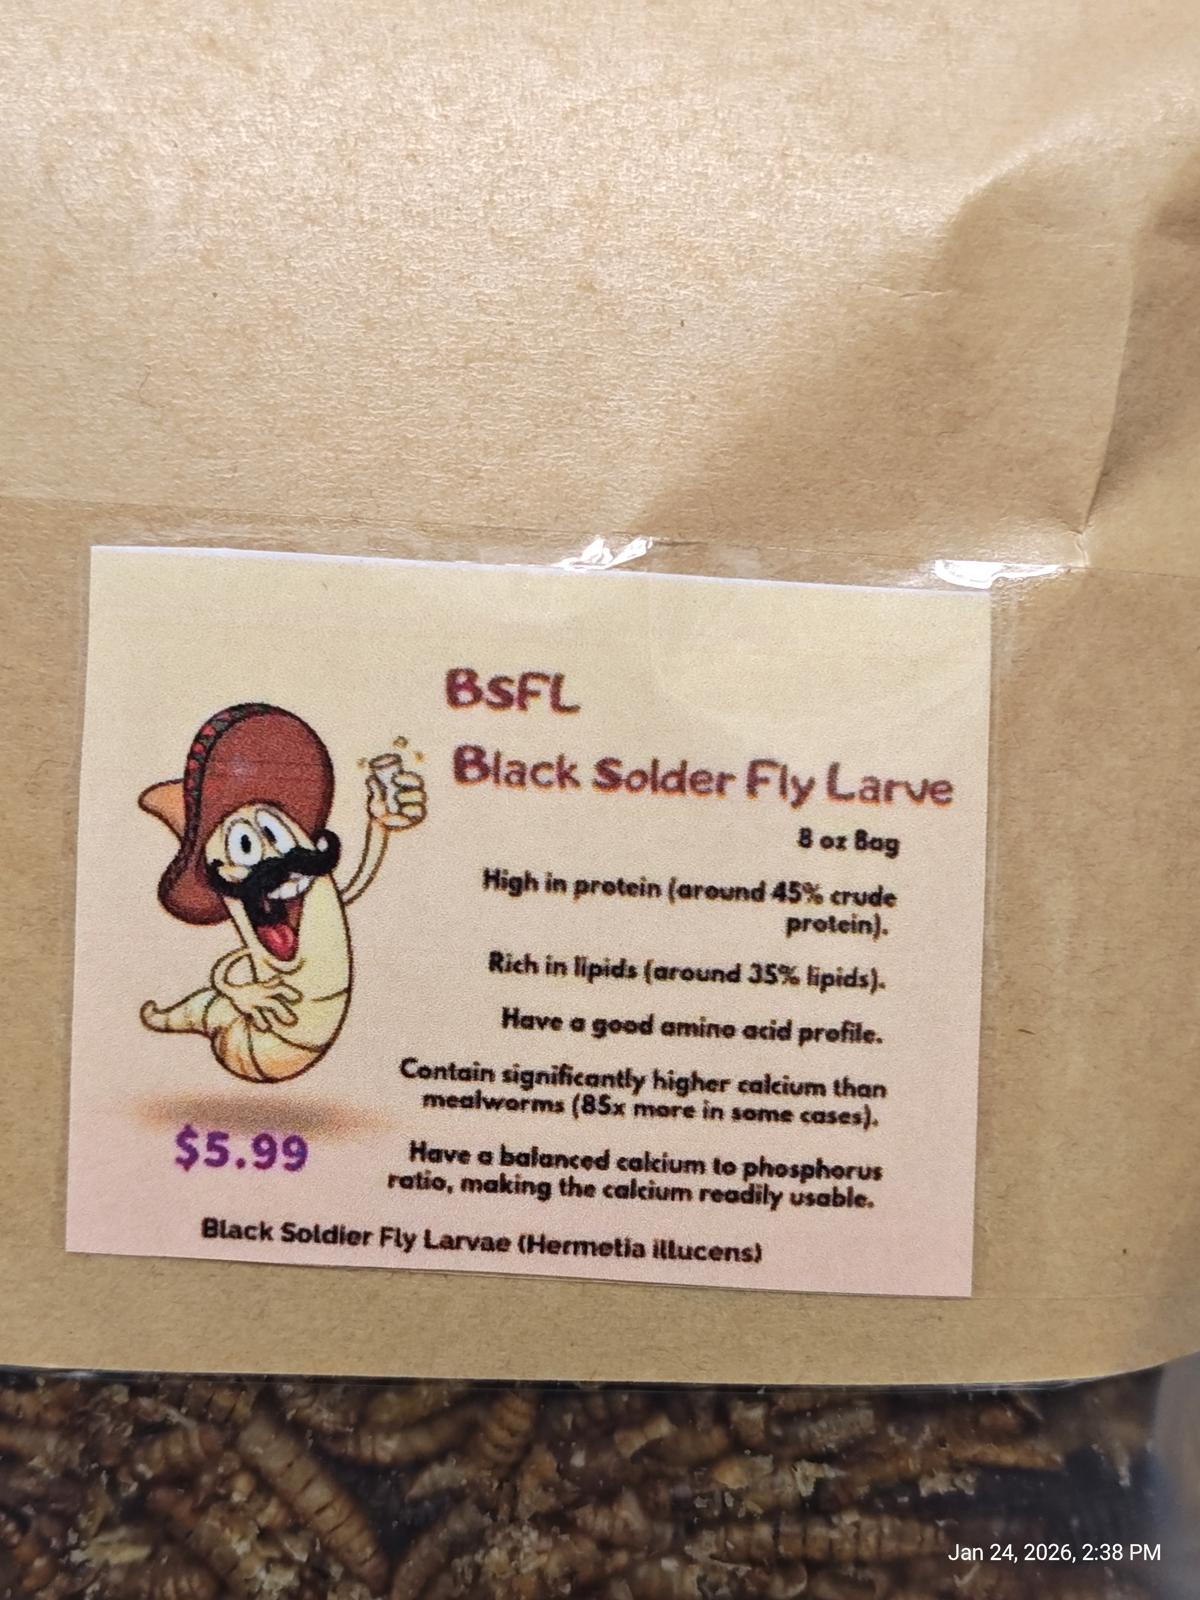 BSFL
Black Solder Fly Larve
8 oz Bag
High in protein (around 45% crude
protein).
Rich in lipids (around 35% lipids).
Have a good amino acid profile.
Contain significantly higher calcium than
mealworms (85x more in some cases).
$5.99
Have a balanced calcium to phosphorus
ratio, making the calcium readily usable.
Black Soldier Fly Larvae (Hermetia illucens)
Jan 24, 2026, 2:38 PM